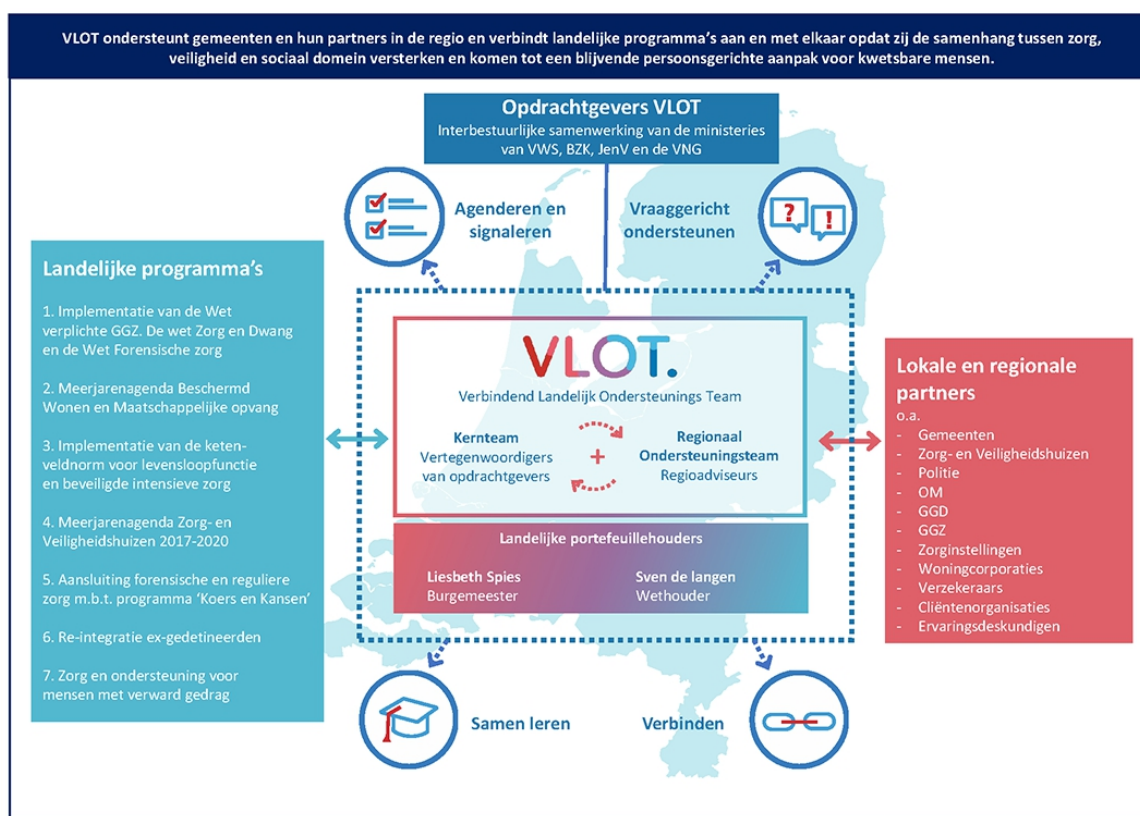 VLOT ondersteunt gemeenten en hun partners in de regio en verbindt landelijke programma's aan en met elkaar opdat zij de samenhang tussen zorg,
veiligheid en sociaal domein versterken en komen tot een blijvende persoonsgerichte aanpak voor kwetsbare mensen.
Opdrachtgevers VLOT
Interbestuurlijke samenwerking van de ministeries
van VWS, BZK, JenV en de VNG
Agenderen en
signaleren
Vraaggericht
ondersteunen
?
!
Landelijke programma's
1. Implementatie van de Wet
verplichte GGZ. De wet Zorg en Dwang
en de Wet Forensische zorg
2. Meerjarenagenda Beschermd
Wonen en Maatschappelijke opvang
3. Implementatie van de keten-
veldnorm voor levensloopfunctie
en beveiligde intensieve zorg
4. Meerjarenagenda Zorg- en
Veiligheidshuizen 2017-2020
5. Aansluiting forensische en reguliere
zorg m.b.t. programma 'Koers en Kansen'
6. Re-integratie ex-gedetineerden
7. Zorg en ondersteuning voor
mensen met verward gedrag
VLOT.
Verbindend Landelijk Ondersteunings Team
Kernteam
Vertegenwoordigers
van opdrachtgevers
+
Regionaal
Ondersteuningsteam
Regioadviseurs
Landelijke portefeuillehouders
Liesbeth Spies
Burgemeester
Sven de langen
Wethouder
Lokale en regionale
partners
o.a.
- Gemeenten
- Zorg- en Veiligheidshuizen
- Politie
- OM
- GGD
- GGZ
- Zorginstellingen
- Woningcorporaties
- Verzekeraars
- Cliëntenorganisaties
- Ervaringsdeskundigen
Samen leren
Verbinden